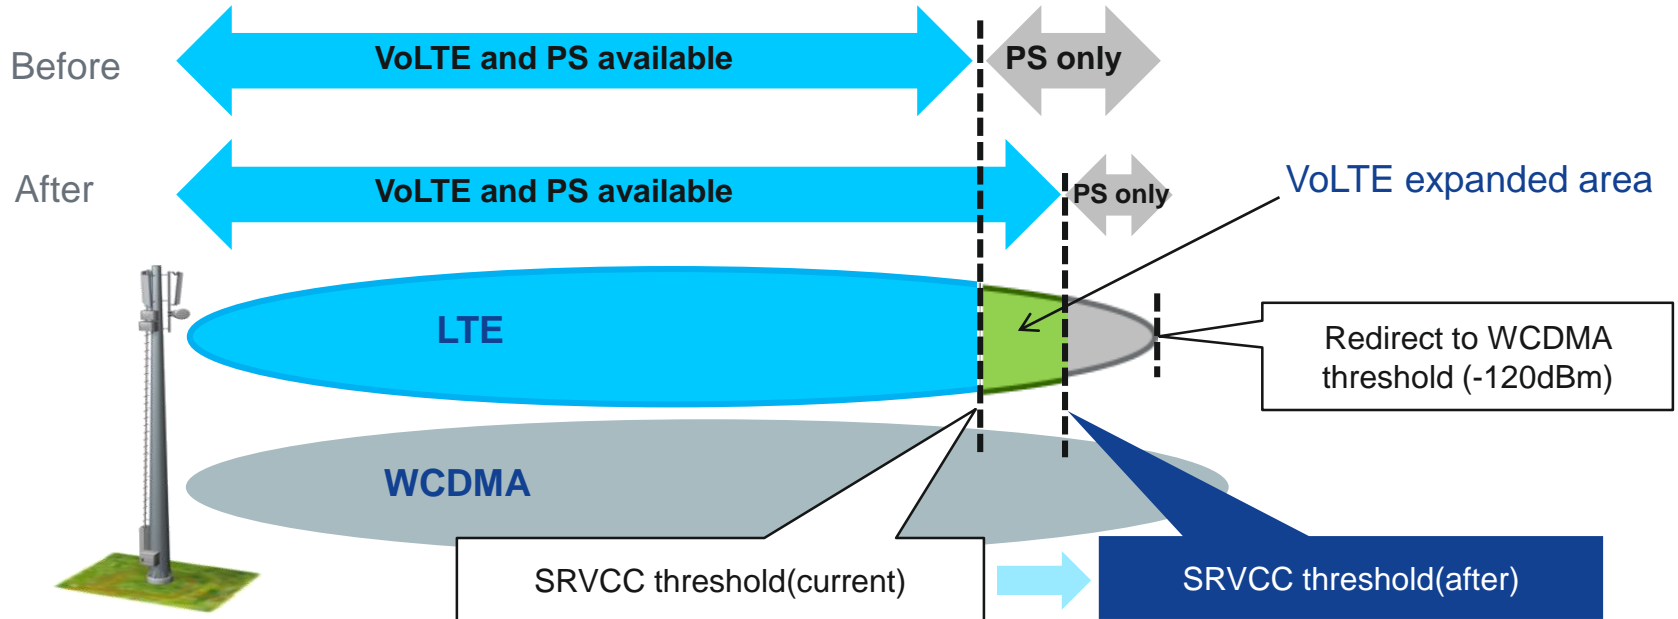 Before
VoLTE and PS available
PS only
After
VoLTE and PS available
PS only
VoLTE expanded area
LTE
Redirect to WCDMA
threshold (-120dBm)
WCDMA
SRVCC threshold(current)
SRVCC threshold(after)